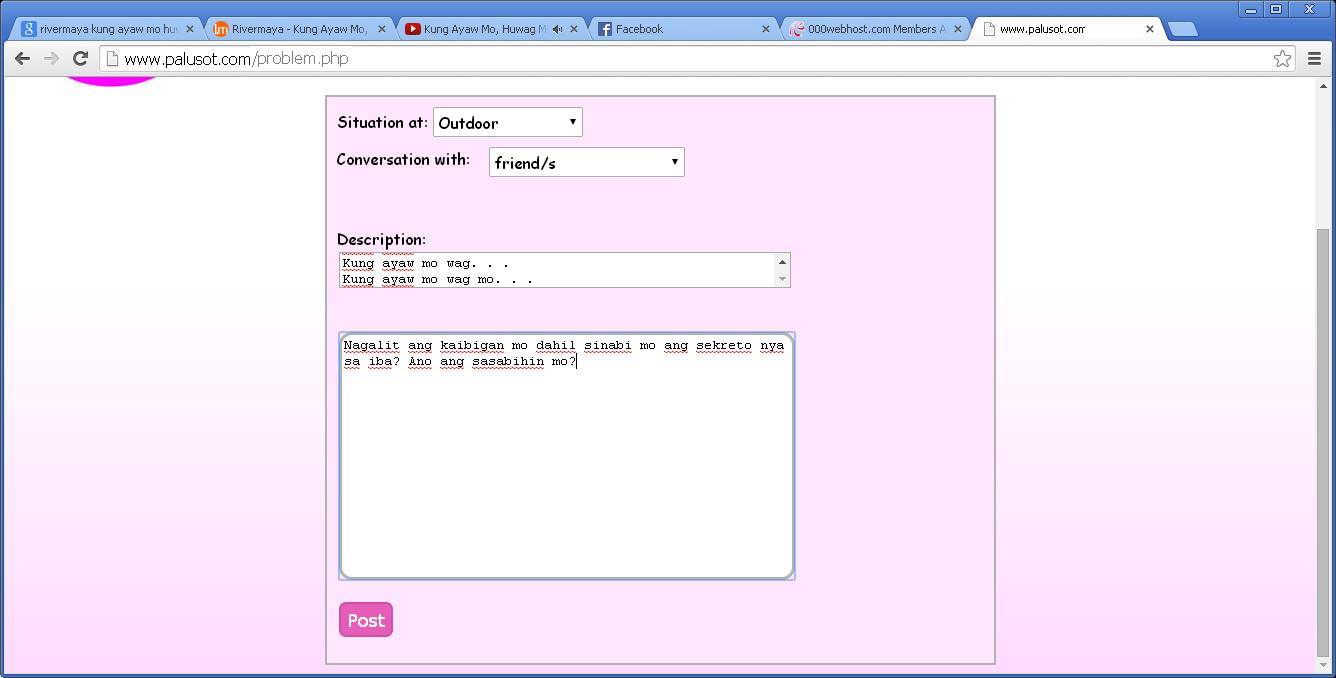 rivermaya kung ayaw mo huw
Rivermaya - Kung Ayaw Mo,
Kung Ayaw Mo, Huwag M
Facebook
000webhost.com Members A
www.palusot.com
www.palusot.com/problem.php
Situation at: Outdoor
Conversation with: friend/s
Description:
Kung ayaw mo wag. . .
Kung ayaw mo wag mo. . .
Nagalit ang kaibigan mo dahil sinabi mo ang sekreto nya
sa iba? Ano ang sasabihin mo?
Post